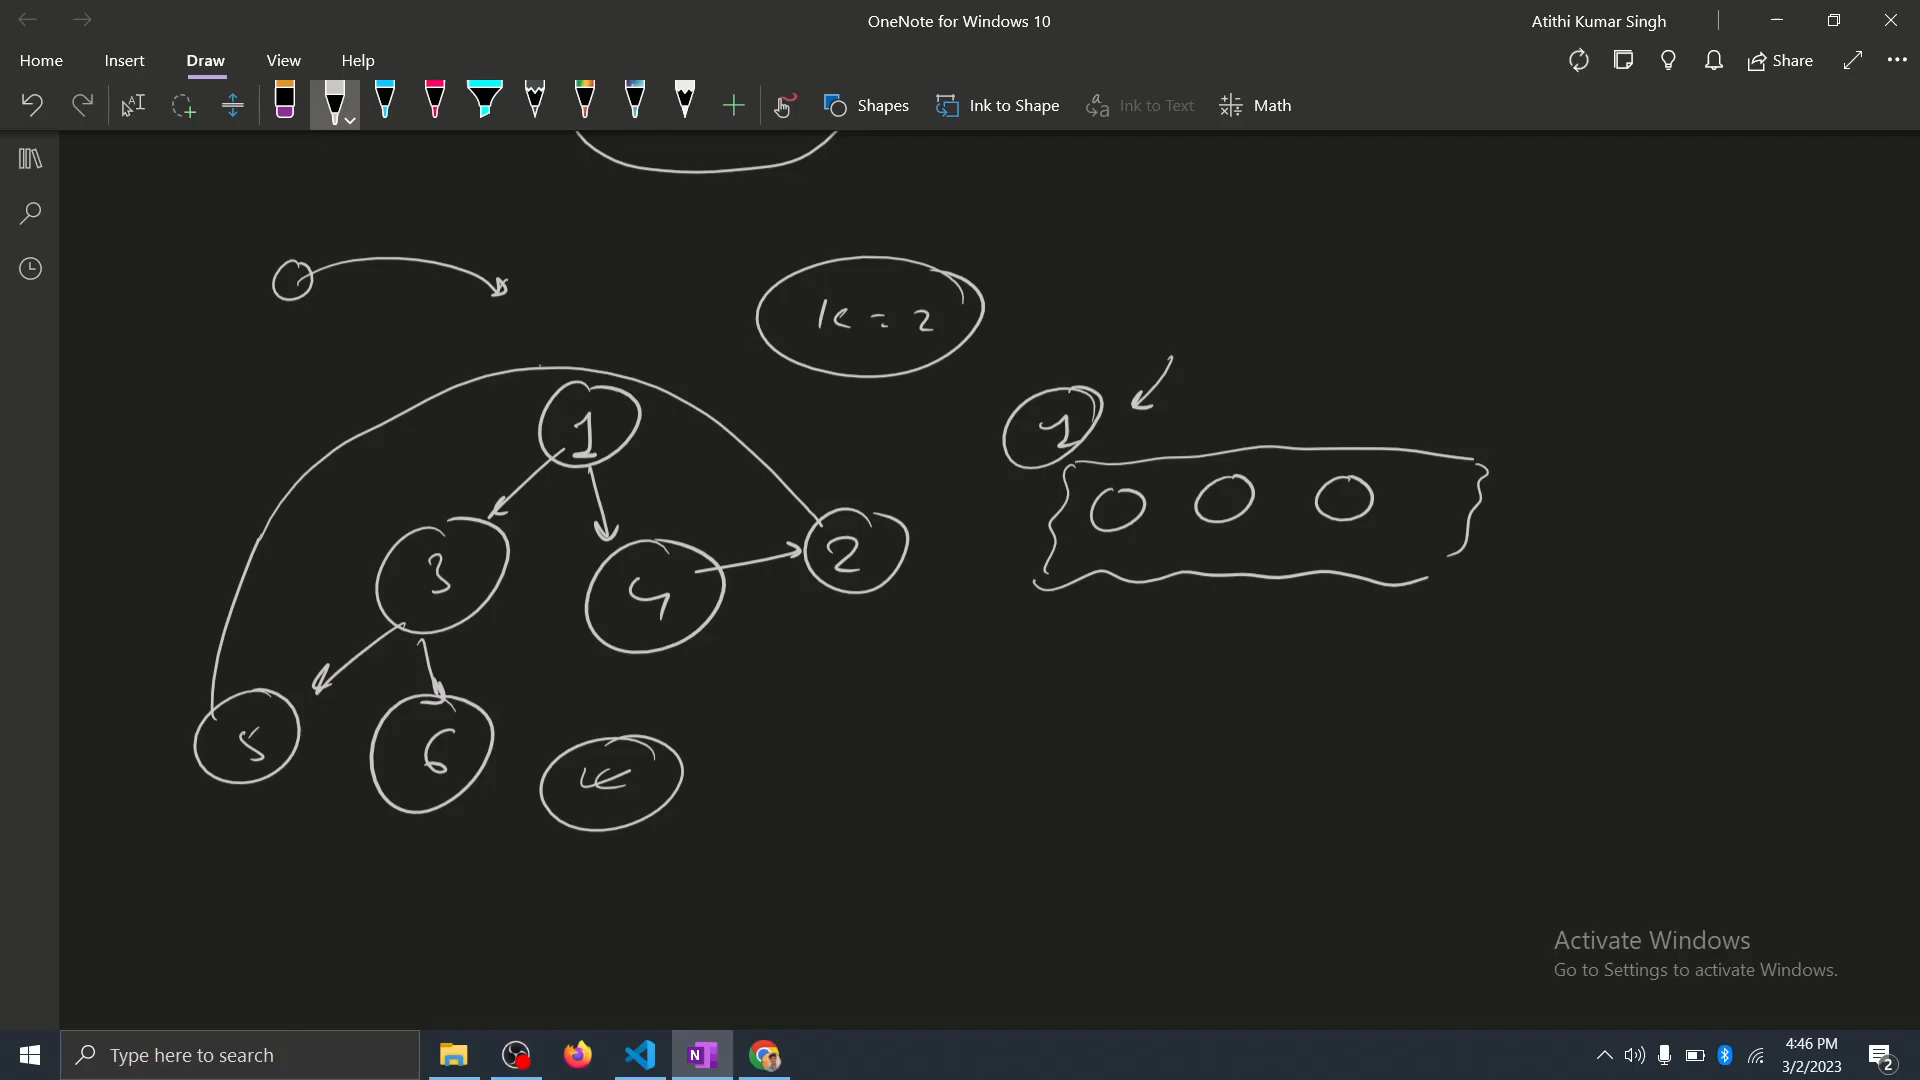 OneNote for Windows 10
Atithi Kumar Singh
Home Insert Draw View Help
Share
Shapes
Ink to Shape
Ink to Text
Math
k = 2
1
1
3
4
2
5
6
Activate Windows
Go to Settings to activate Windows.
Type here to search
N
4:46 PM
3/2/2023
2